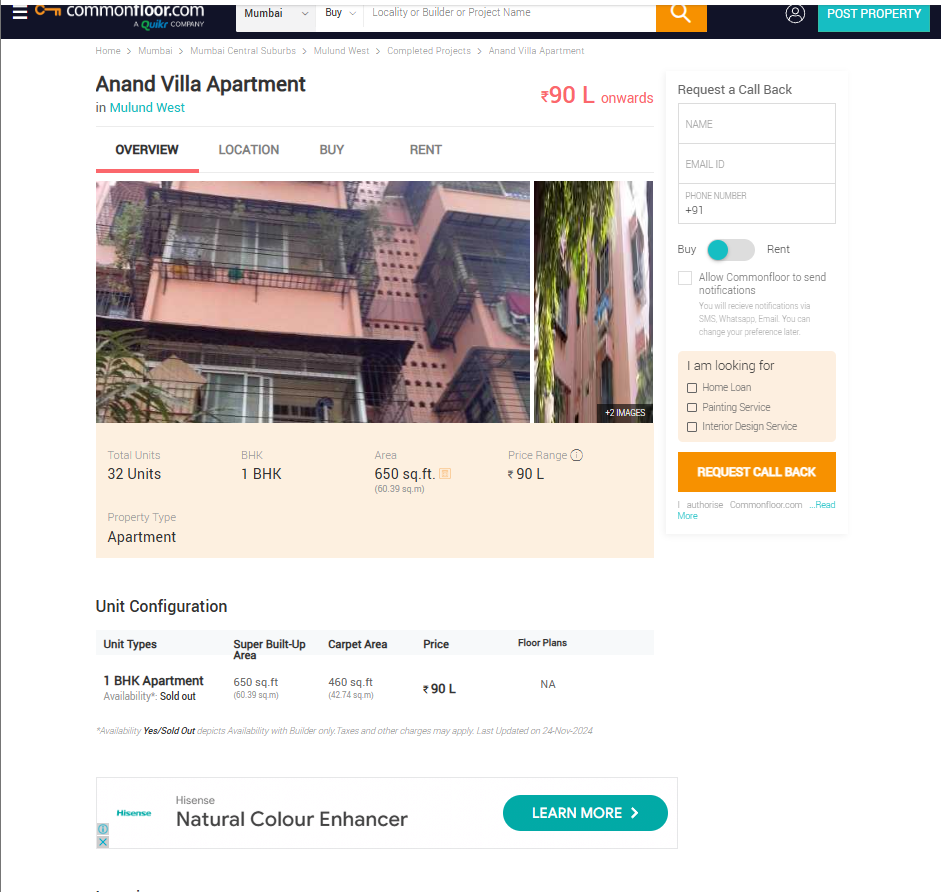 commonfloor.com
A Quikr COMPANY
Mumbai
Buy
Locality or Builder or Project Name
POST PROPERTY
Home > Mumbai > Mumbai Central Suburbs > Mulund West > Completed Projects > Anand Villa Apartment
Anand Villa Apartment
in Mulund West
₹90 L onwards
OVERVIEW
LOCATION
BUY
RENT
+2 IMAGES
Total Units
32 Units
BHK
1 BHK
Area
650 sq.ft.
(60.39 sq.m)
Price Range
₹ 90 L
Property Type
Apartment
Request a Call Back
NAME
EMAIL ID
PHONE NUMBER
+91
Buy
Rent
Allow Commonfloor to send
notifications
You will recieve notifications via
SMS, Whatsapp, Email. You can
change your preference later.
I am looking for
Home Loan
Painting Service
Interior Design Service
REQUEST CALL BACK
I authorise Commonfloor.com ...Read
More
Unit Configuration
Unit Types
Super Built-Up
Area
Carpet Area
Price
Floor Plans
1 BHK Apartment
Availability*: Sold out
650 sq.ft
(60.39 sq.m)
460 sq.ft
(42.74 sq.m)
₹ 90 L
NA
*Availability Yes/Sold Out depicts Availability with Builder only.Taxes and other charges may apply. Last Updated on 24-Nov-2024
Hisense
Hisense
Natural Colour Enhancer
LEARN MORE